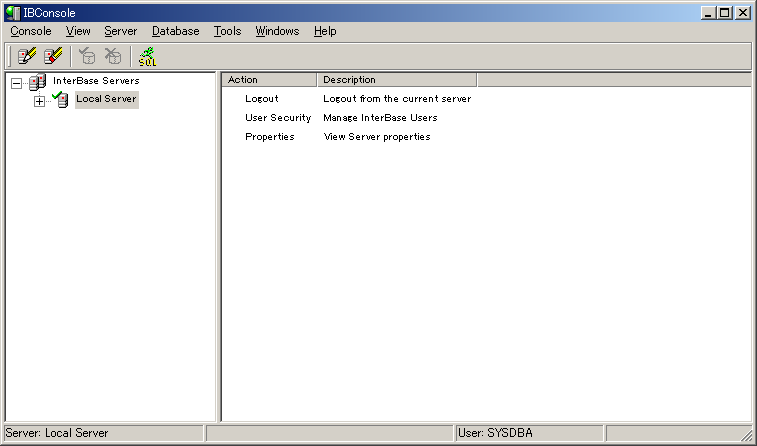 IBConsole
Console View Server Database Tools Windows Help
SQL
InterBase Servers
Local Server
Action Description
Logout Logout from the current server
User Security Manage InterBase Users
Properties View Server properties
Server: Local Server User: SYSDBA